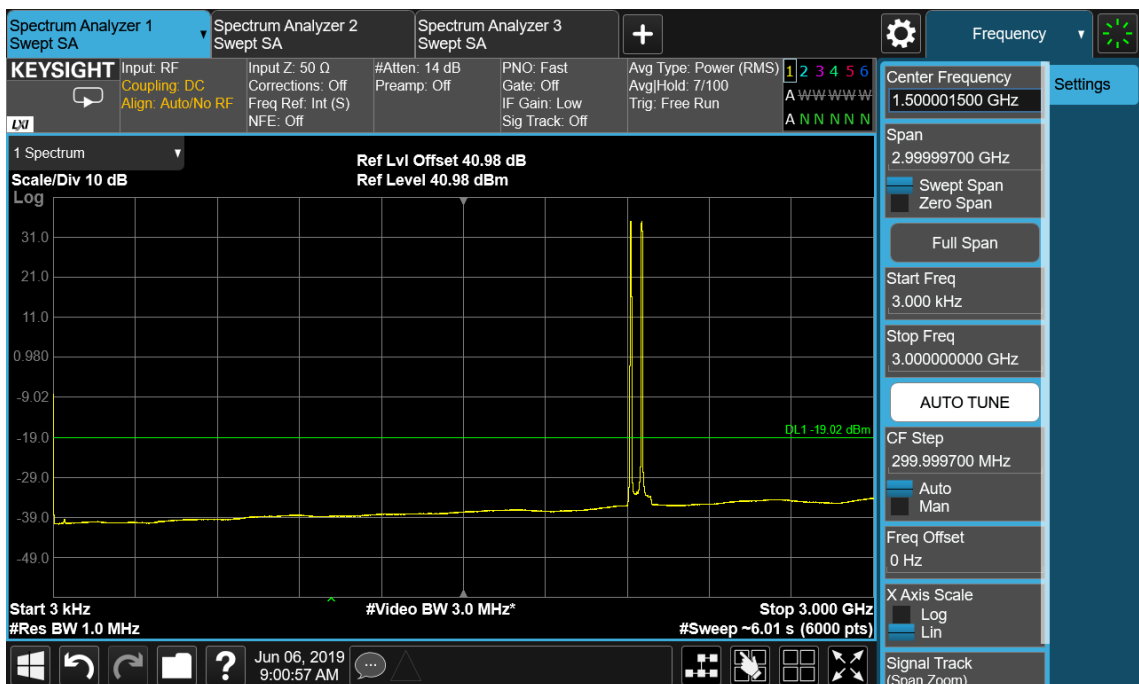 Spectrum Analyzer 1
Swept SA
Spectrum Analyzer 2
Swept SA
Spectrum Analyzer 3
Swept SA
Frequency
KEYSIGHT
LXI
Input: RF
Coupling: DC
Align: Auto/No RF
Input Z: 50 Ω
Corrections: Off
Freq Ref: Int (S)
NFE: Off
#Atten: 14 dB
Preamp: Off
PNO: Fast
Gate: Off
IF Gain: Low
Sig Track: Off
Avg Type: Power (RMS)
Avg|Hold: 7/100
Trig: Free Run
1 2 3 4 5 6
A W W W W W
A N N N N N
1 Spectrum
Scale/Div 10 dB
Ref Lvl Offset 40.98 dB
Ref Level 40.98 dBm
Log
31.0
21.0
11.0
0.980
-9.02
-19.0
-29.0
-39.0
-49.0
DL1 -19.02 dBm
Start 3 kHz
#Res BW 1.0 MHz
#Video BW 3.0 MHz*
Stop 3.000 GHz
#Sweep ~6.01 s (6000 pts)
Jun 06, 2019
9:00:57 AM
?
Settings
Center Frequency
1.500001500 GHz
Span
2.99999700 GHz
Swept Span
Zero Span
Full Span
Start Freq
3.000 kHz
Stop Freq
3.000000000 GHz
AUTO TUNE
CF Step
299.999700 MHz
Auto
Man
Freq Offset
0 Hz
X Axis Scale
Log
Lin
Signal Track
(Span Zoom)